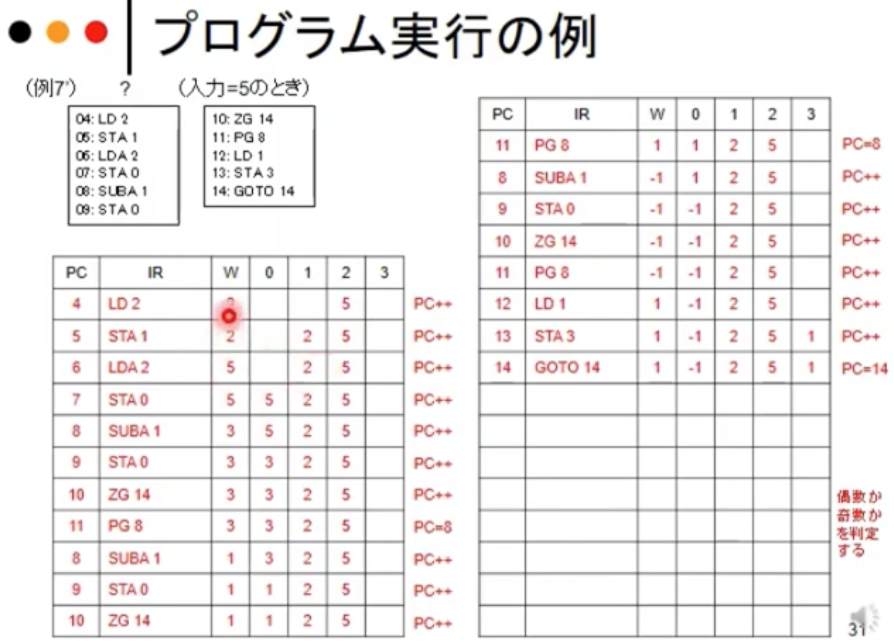 プログラム実行の例
(例7') ? (入力=5のとき)
04: LD 2
05: STA 1
06: LDA 2
07: STA 0
08: SUBA 1
09: STA 0
10: ZG 14
11: PG 8
12: LD 1
13: STA 3
14: GOTO 14
PC IR W 0 1 2 3
4 LD 2 2 5 PC++
5 STA 1 2 2 5 PC++
6 LDA 2 5 2 5 PC++
7 STA 0 5 5 2 5 PC++
8 SUBA 1 3 5 2 5 PC++
9 STA 0 3 3 2 5 PC++
10 ZG 14 3 3 2 5 PC++
11 PG 8 3 3 2 5 PC=8
8 SUBA 1 1 3 2 5 PC++
9 STA 0 1 1 2 5 PC++
10 ZG 14 1 1 2 5 PC++
PC IR W 0 1 2 3
11 PG 8 1 1 2 5 PC=8
8 SUBA 1 -1 1 2 5 PC++
9 STA 0 -1 -1 2 5 PC++
10 ZG 14 -1 -1 2 5 PC++
11 PG 8 -1 -1 2 5 PC++
12 LD 1 1 -1 2 5 PC++
13 STA 3 1 -1 2 5 1 PC++
14 GOTO 14 1 -1 2 5 1 PC=14
偶数か
奇数か
を判定
する
31